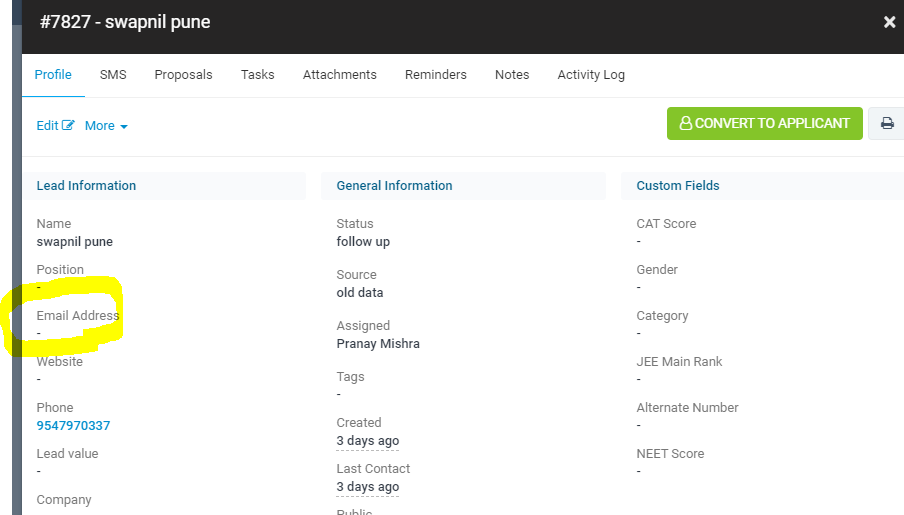 #7827 - swapnil pune
Profile SMS Proposals Tasks Attachments Reminders Notes Activity Log
Edit More
CONVERT TO APPLICANT
Lead Information
Name
swapnil pune
Position
-
Email Address
-
Website
-
Phone
9547970337
Lead value
-
Company
General Information
Status
follow up
Source
old data
Assigned
Pranay Mishra
Tags
-
Created
3 days ago
Last Contact
3 days ago
Public
Custom Fields
CAT Score
-
Gender
-
Category
-
JEE Main Rank
-
Alternate Number
-
NEET Score
-